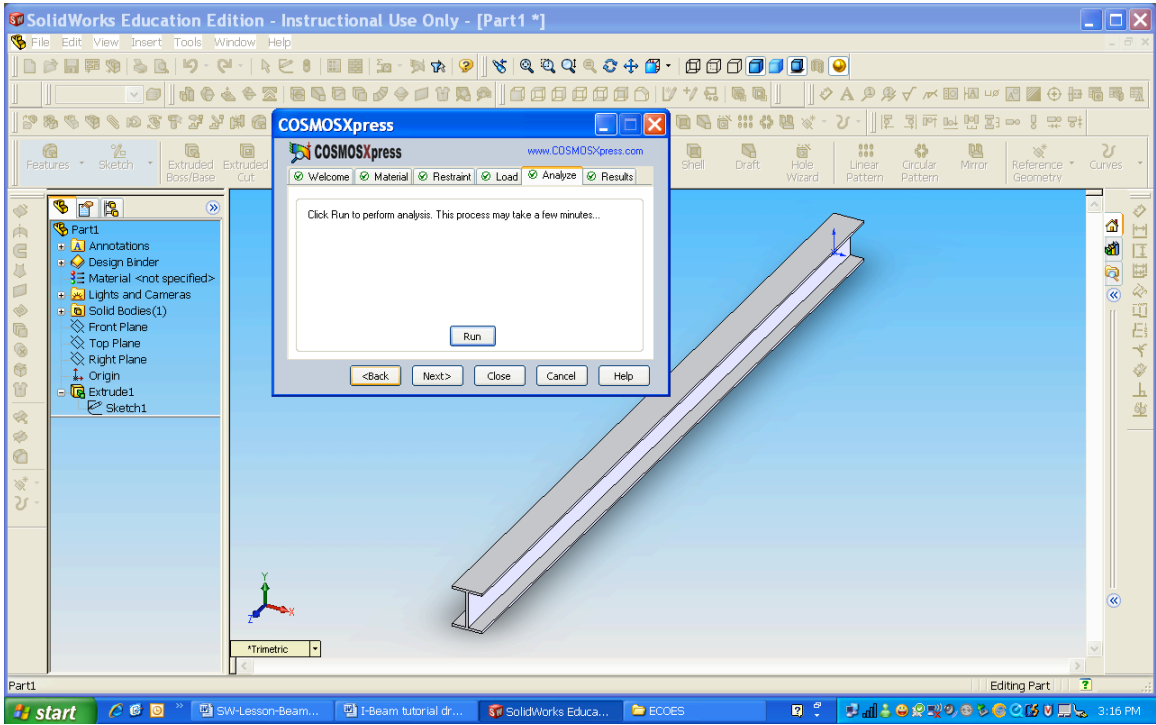 SolidWorks Education Edition - Instructional Use Only - [Part1 *]
File Edit View Insert Tools Window Help
COSMOSXpress
COSMOSXpress www.COSMOSXpress.com
Welcome Material Restraint Load Analyze Results
Click Run to perform analysis. This process may take a few minutes...
Run
<Back Next> Close Cancel Help
Features Sketch Extruded Boss/Base Extruded Cut Shell Draft Hole Wizard Linear Pattern Circular Pattern Mirror Reference Geometry Curves
Part1
Annotations
Design Binder
Material <not specified>
Lights and Cameras
Solid Bodies(1)
Front Plane
Top Plane
Right Plane
Origin
Extrude1
Sketch1
Y
X
Z
*Trimetric
Part1 Editing Part
start SW-Lesson-Beam... I-Beam tutorial dr... SolidWorks Educa... ECOES 3:16 PM